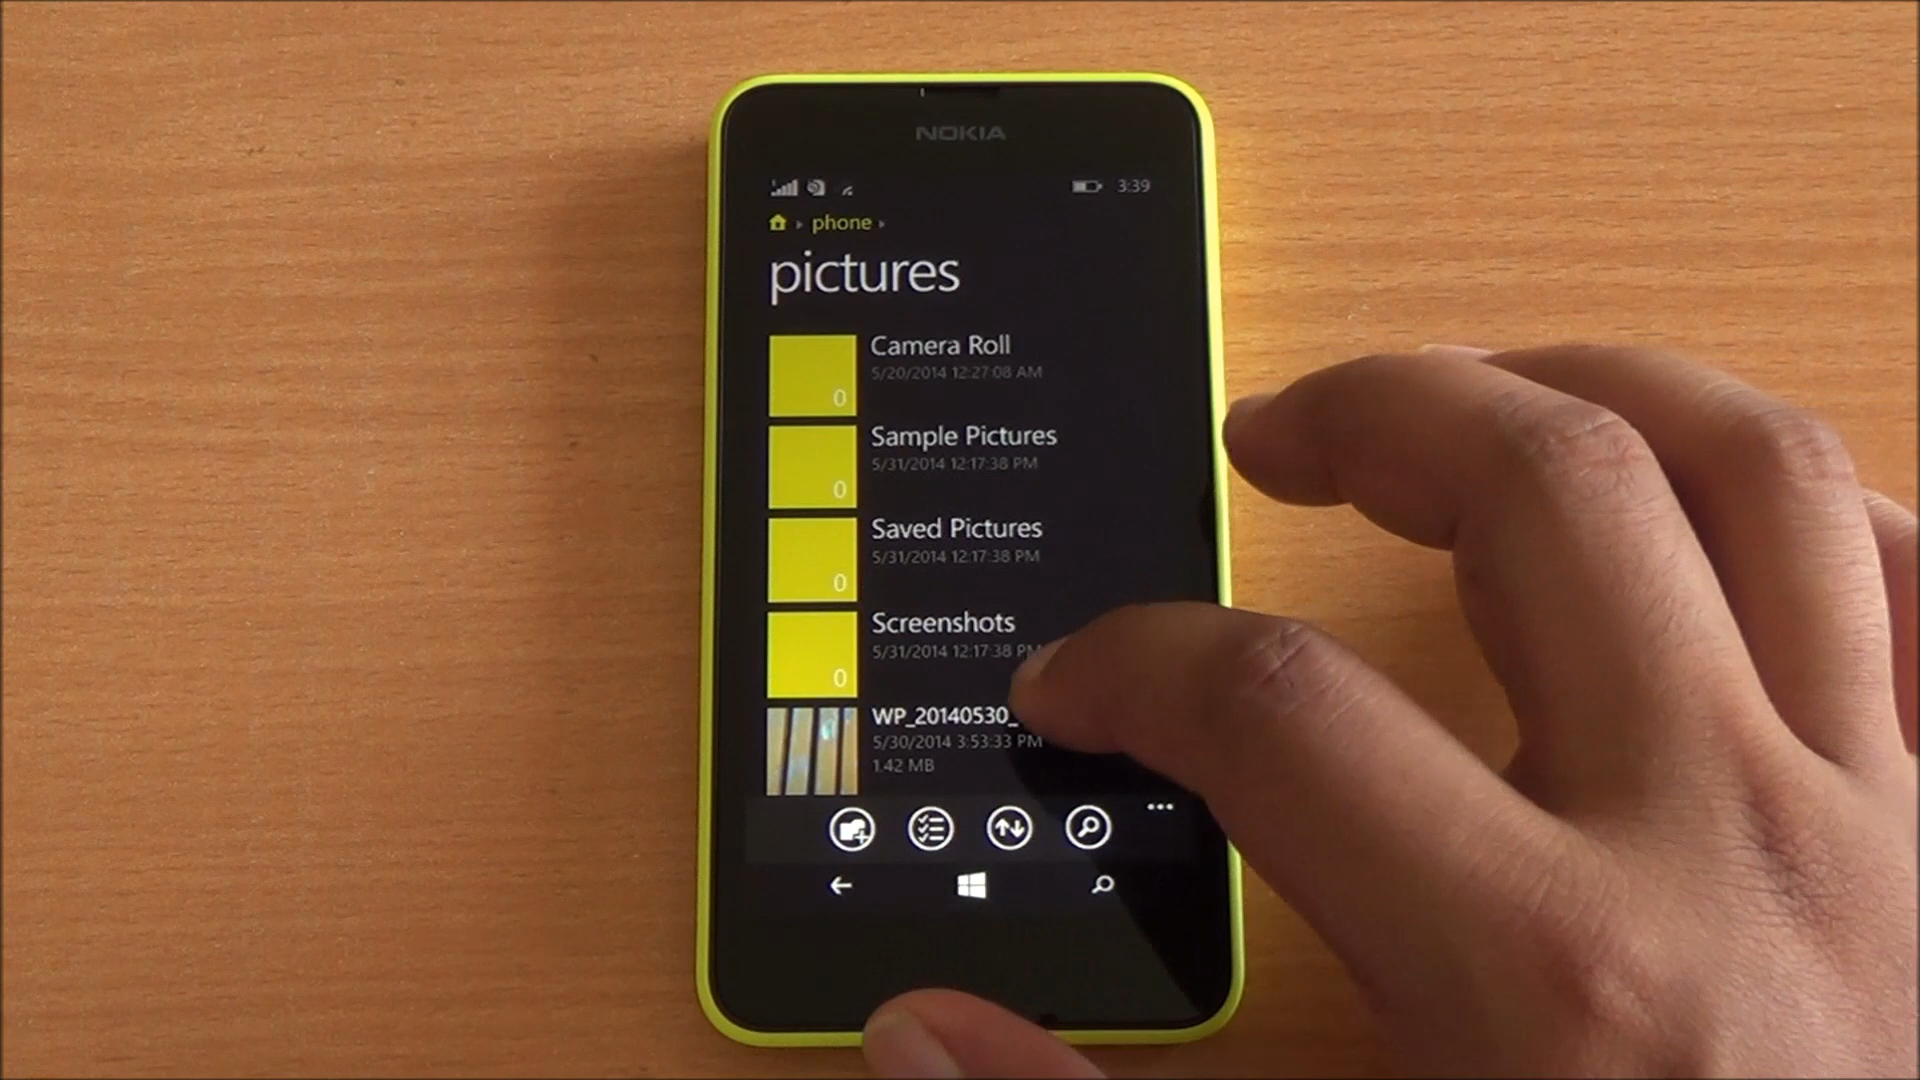 NOKIA
3:39
phone
pictures
0
Camera Roll
5/20/2014 12:27:08 AM
0
Sample Pictures
5/31/2014 12:17:38 PM
0
Saved Pictures
5/31/2014 12:17:38 PM
0
Screenshots
5/31/2014 12:17:38 PM
WP_20140530_
5/30/2014 3:53:33 PM
1.42 MB